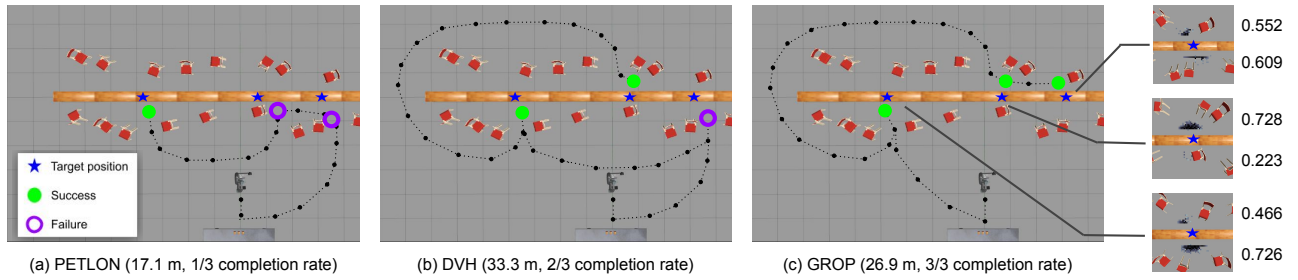 0.552
0.609
0.728
0.223
0.466
0.726
Target position
Success
Failure
(a) PETLON (17.1 m, 1/3 completion rate)
(b) DVH (33.3 m, 2/3 completion rate)
(c) GROP (26.9 m, 3/3 completion rate)